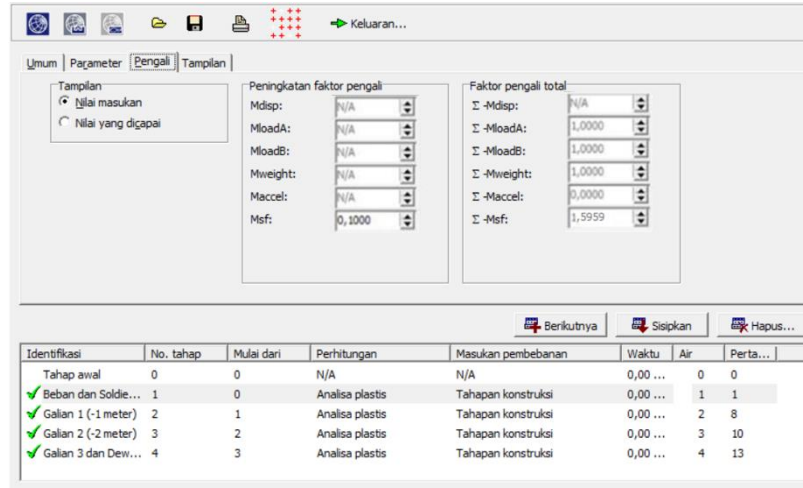 Keluaran...
Umum Parameter Pengali Tampilan
Tampilan
Nilai masukan
Nilai yang dicapai
Peningkatan faktor pengali
Mdisp: N/A
MloadA: N/A
MloadB: N/A
Mweight: N/A
Maccel: N/A
Msf: 0,1000
Faktor pengali total
Σ -Mdisp: N/A
Σ -MloadA: 1,0000
Σ -MloadB: 1,0000
Σ -Mweight: 1,0000
Σ -Maccel: 0,0000
Σ -Msf: 1,5959
Berikutnya Sisipkan Hapus...
Identifikasi No. tahap Mulai dari Perhitungan Masukan pembebanan Waktu Air Perta...
Tahap awal 0 0 N/A N/A 0,00 ... 0 0
Beban dan Soldie... 1 0 Analisa plastis Tahapan konstruksi 0,00 ... 1 1
Galian 1 (-1 meter) 2 1 Analisa plastis Tahapan konstruksi 0,00 ... 2 8
Galian 2 (-2 meter) 3 2 Analisa plastis Tahapan konstruksi 0,00 ... 3 10
Galian 3 dan Dew... 4 3 Analisa plastis Tahapan konstruksi 0,00 ... 4 13